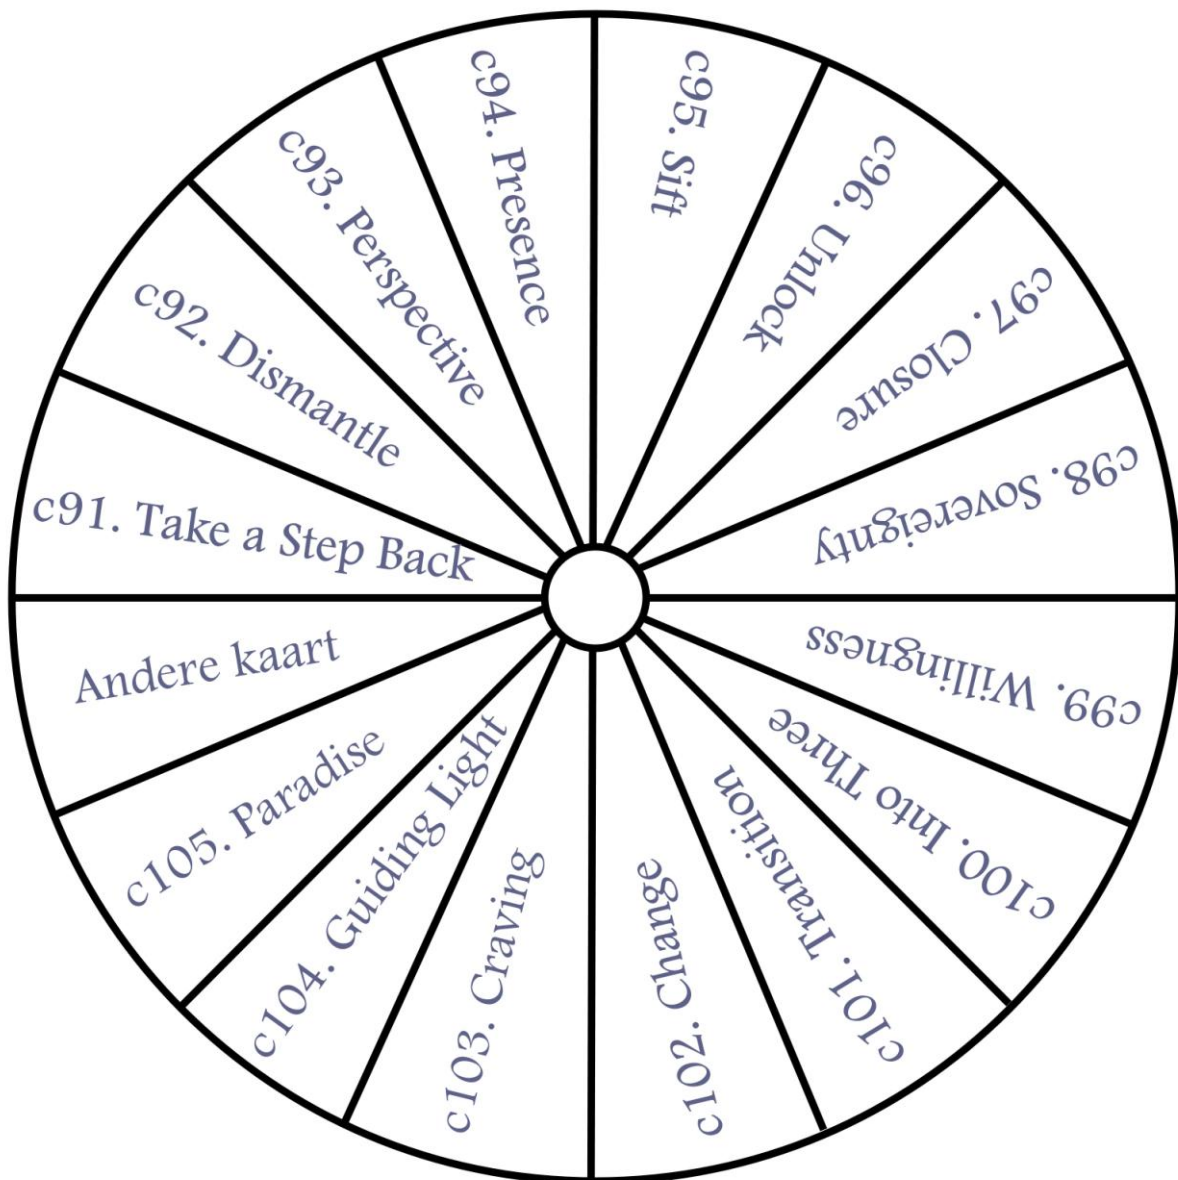 c91. Take a Step Back
c92. Dismantle
c93. Perspective
c94. Presence
c95. Sift
c96. Unlock
c97. Closure
c98. Sovereignty
c99. Willingness
c100. Into Three
c101. Transition
c102. Change
c103. Craving
c104. Guiding Light
c105. Paradise
Andere kaart